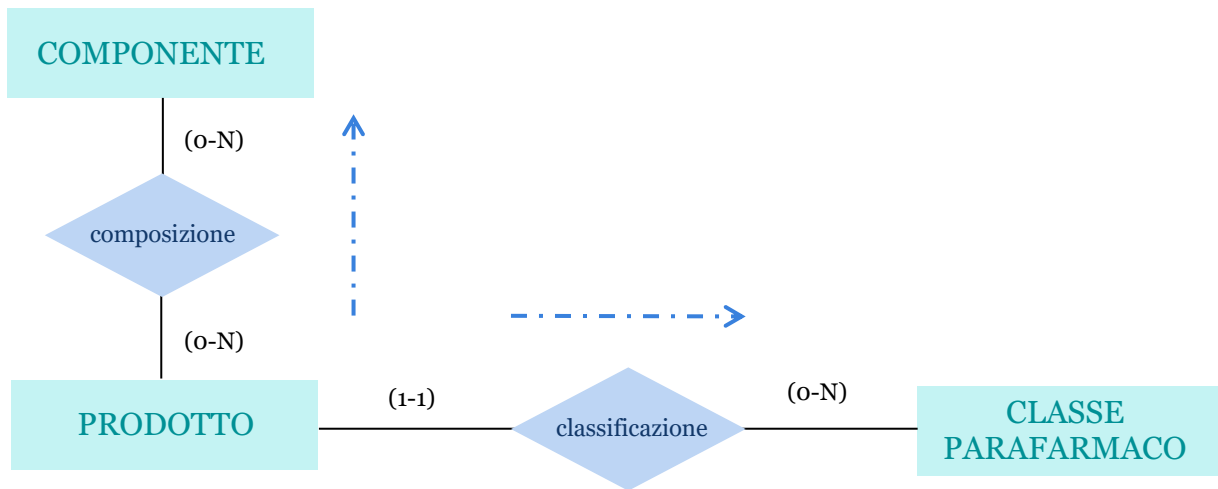 COMPONENTE
(0-N)
composizione
(0-N)
PRODOTTO
(1-1)
classificazione
(0-N)
CLASSE
PARAFARMACO